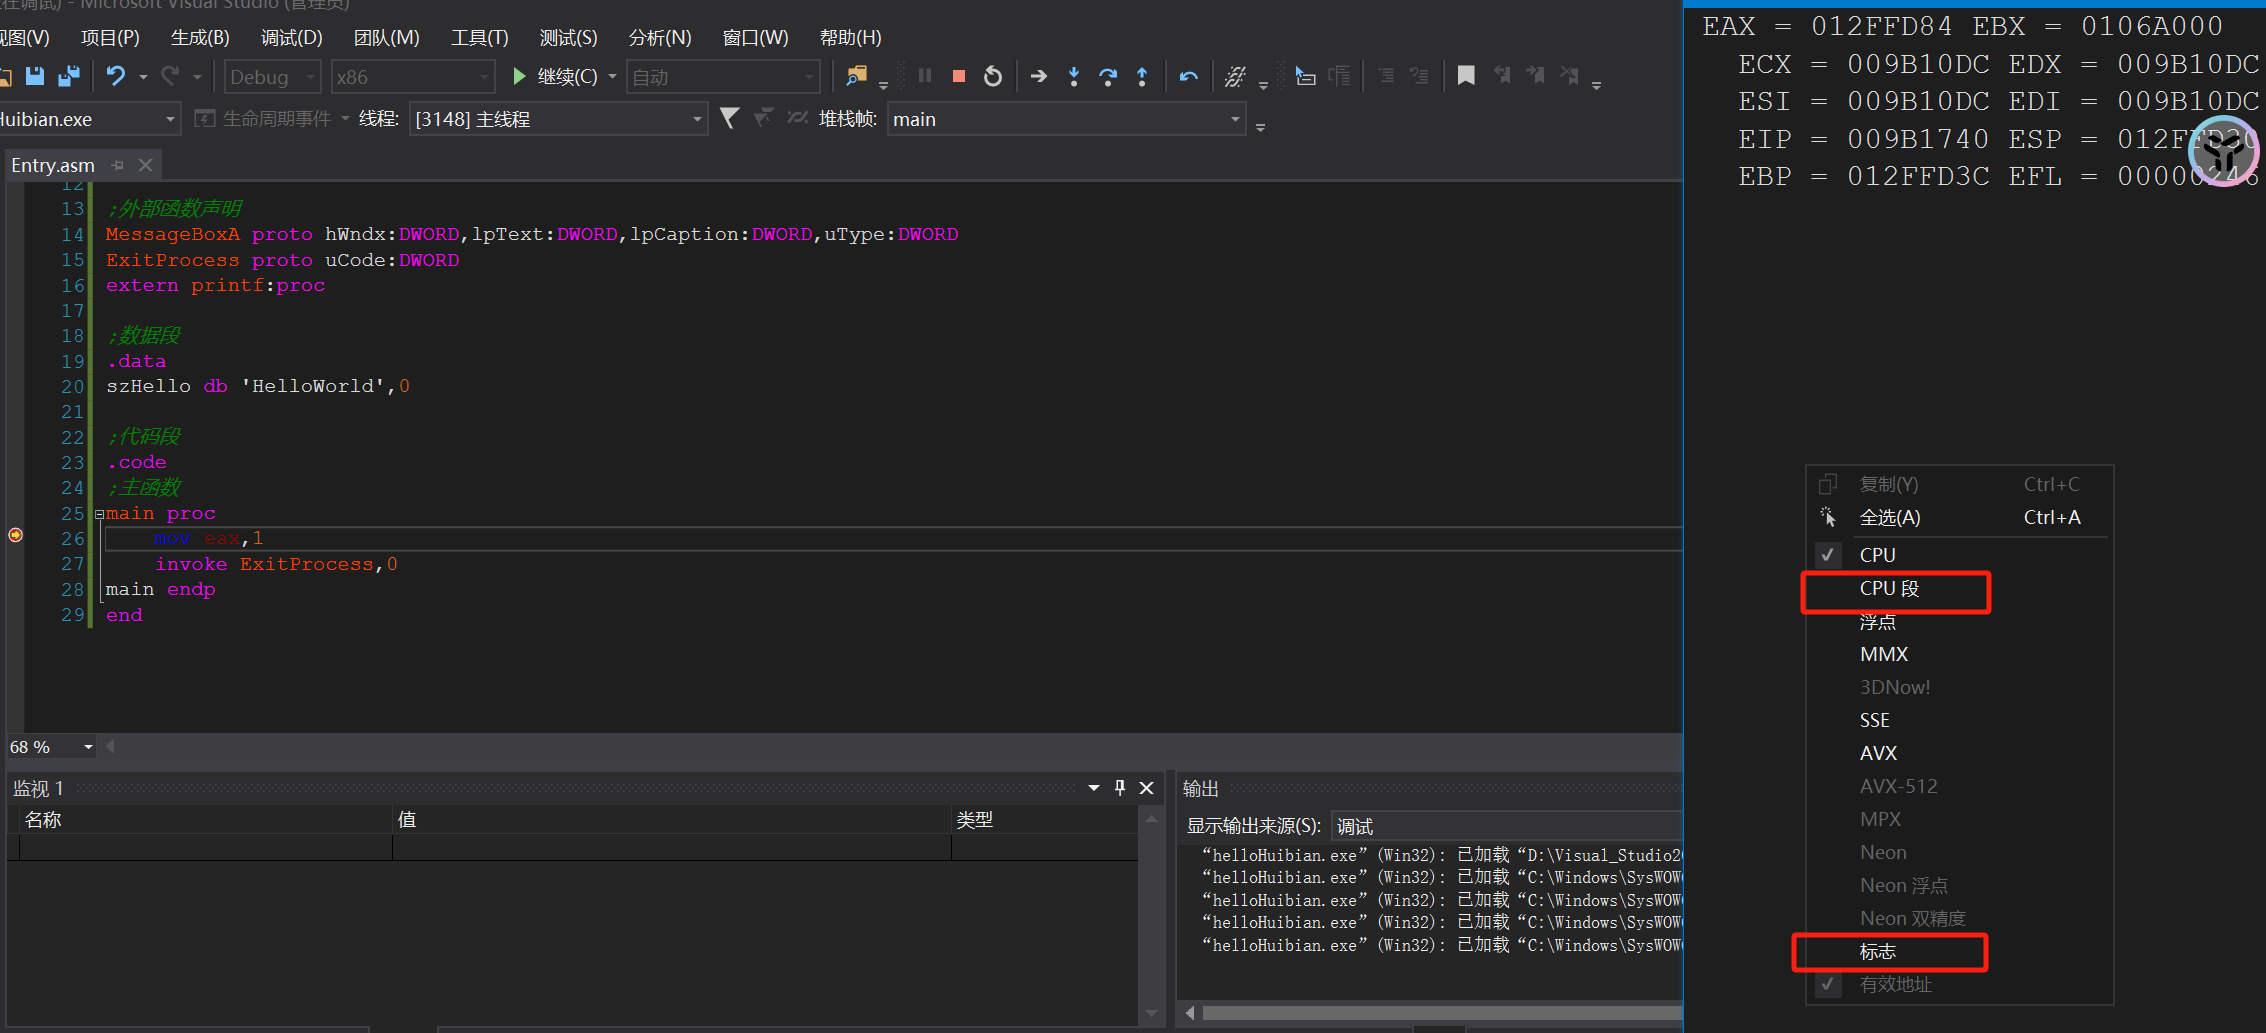 在调试) - Microsoft Visual Studio (管理员)
视图(V) 项目(P) 生成(B) 调试(D) 团队(M) 工具(T) 测试(S) 分析(N) 窗口(W) 帮助(H)
Debug x86 继续(C) 自动
Huibian.exe 生命周期事件 线程: [3148] 主线程 堆栈帧: main
Entry.asm
12
13 ;外部函数声明
14 MessageBoxA proto hWndx:DWORD,lpText:DWORD,lpCaption:DWORD,uType:DWORD
15 ExitProcess proto uCode:DWORD
16 extern printf:proc
17
18 ;数据段
19 .data
20 szHello db 'HelloWorld',0
21
22 ;代码段
23 .code
24 ;主函数
25 main proc
26 mov eax,1
27 invoke ExitProcess,0
28 main endp
29 end
68 %
监视 1
名称 值 类型
输出
显示输出来源(S): 调试
“helloHuibian.exe” (Win32): 已加载 “D:\Visual_Studio2
“helloHuibian.exe” (Win32): 已加载 “C:\Windows\SysWOW
“helloHuibian.exe” (Win32): 已加载 “C:\Windows\SysWOW
“helloHuibian.exe” (Win32): 已加载 “C:\Windows\SysWOW
“helloHuibian.exe” (Win32): 已加载 “C:\Windows\SysWOW
EAX = 012FFD84 EBX = 0106A000
ECX = 009B10DC EDX = 009B10DC
ESI = 009B10DC EDI = 009B10DC
EIP = 009B1740 ESP = 012FFD30
EBP = 012FFD3C EFL = 00000246
复制(Y) Ctrl+C
全选(A) Ctrl+A
CPU
CPU 段
浮点
MMX
3DNow!
SSE
AVX
AVX-512
MPX
Neon
Neon 浮点
Neon 双精度
标志
有效地址